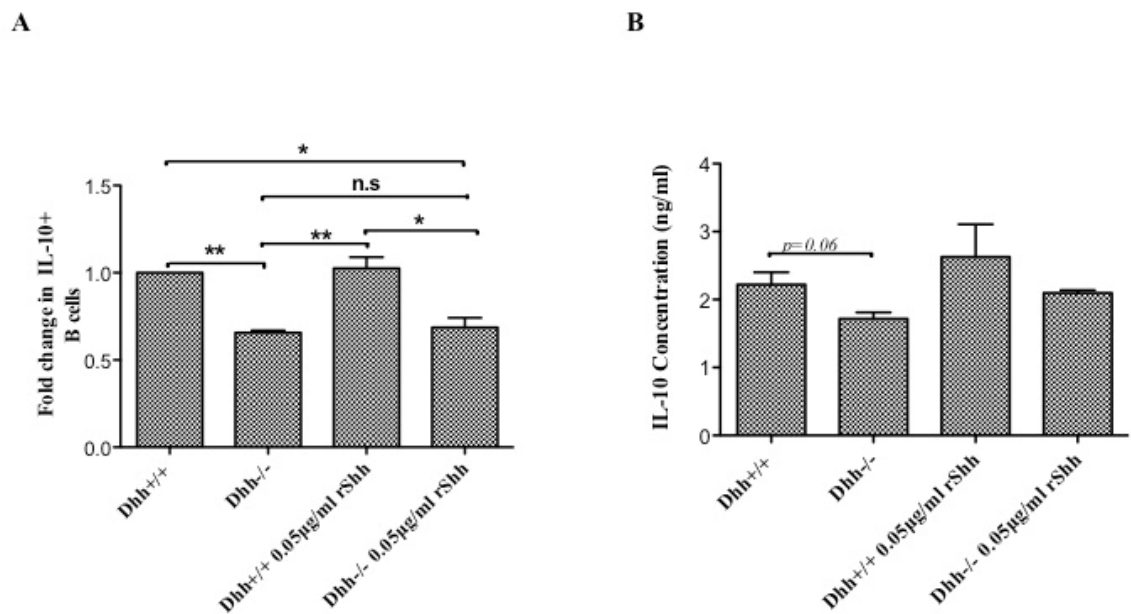 A
B
Fold change in IL-10+
B cells
1.5
1.0
0.5
0.0
*
n.s
*
**
**
Dhh+/+
Dhh-/-
Dhh+/+ 0.05µg/ml rShh
Dhh-/- 0.05µg/ml rShh
IL-10 Concentration (ng/ml)
4
3
2
1
0
p=0.06
Dhh+/+
Dhh-/-
Dhh+/+ 0.05µg/ml rShh
Dhh-/- 0.05µg/ml rShh